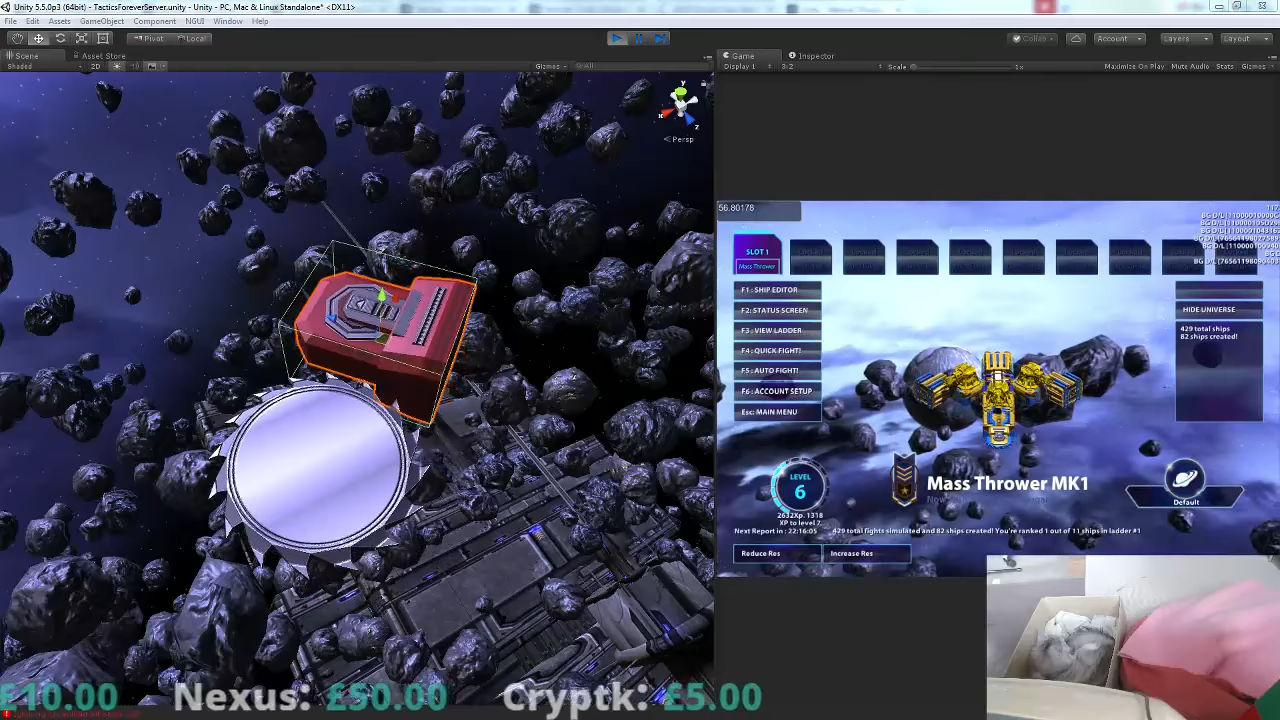 Unity 5.5.0p3 (64bit) - TacticsForeverServer.unity - PC, Mac & Linux Standalone* <DX11>
File Edit Assets GameObject Component NGUI Window Help
Pivot Local Collab Account Layers Layout
Scene Asset Store Game Inspector
Shaded 2D Gizmos Display 1 3:2 Scale 1x Maximize On Play Mute Audio Stats Gizmos
y
x
z
Persp
56.80178
SLOT 1
Mass Thrower
F1: SHIP EDITOR
F2: STATUS SCREEN
F3: VIEW LADDER
F4: QUICK FIGHT!
F5: AUTO FIGHT!
F6: ACCOUNT SETUP
Esc: MAIN MENU
HIDE UNIVERSE
429 total ships
82 ships created!
LEVEL
6
2632Xp. 1318
XP to level 7
Mass Thrower MK1
Default
Next Report in : 22:16:05
429 total fights simulated and 82 ships created! You're ranked 1 out of 11 ships in ladder #1
Reduce Res Increase Res
£10.00 Nexus: £50.00 Cryptk: £5.00